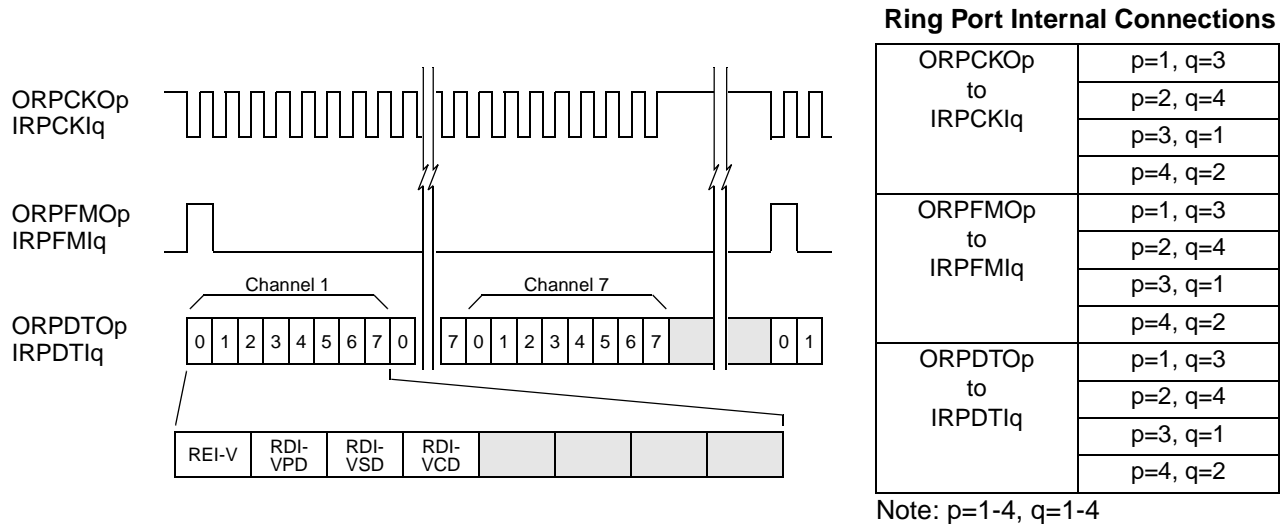 Ring Port Internal Connections
ORPCKOp
IRPCKIq
ORPFMOp
IRPFMIq
Channel 1
Channel 7
ORPDTOp
IRPDTIq
0 1 2 3 4 5 6 7 0
7 0 1 2 3 4 5 6 7
0 1
REI-V
RDI-
VPD
RDI-
VSD
RDI-
VCD
ORPCKOp
to
IRPCKIq
p=1, q=3
p=2, q=4
p=3, q=1
p=4, q=2
ORPFMOp
to
IRPFMIq
p=1, q=3
p=2, q=4
p=3, q=1
p=4, q=2
ORPDTOp
to
IRPDTIq
p=1, q=3
p=2, q=4
p=3, q=1
p=4, q=2
Note: p=1-4, q=1-4